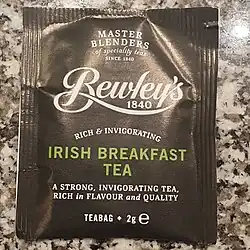 MASTER
BLENDERS
of speciality teas
SINCE 1840
Bewley's
1840
RICH & INVIGORATING
IRISH BREAKFAST
TEA
A STRONG, INVIGORATING TEA,
RICH in FLAVOUR and QUALITY
TEABAG + 2g ℮